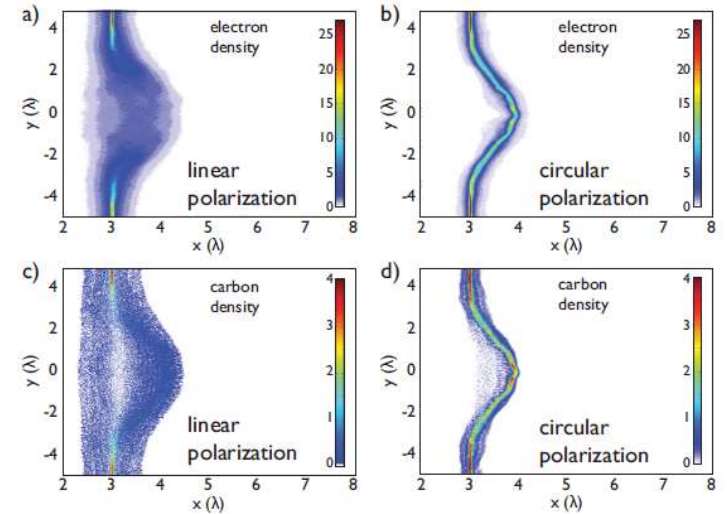 a)
electron
density
linear
polarization
25
20
15
10
5
0
4
2
0
-2
-4
y (λ)
2 3 4 5 6 7 8
x (λ)
b)
electron
density
circular
polarization
25
20
15
10
5
0
4
2
0
-2
-4
y (λ)
2 3 4 5 6 7 8
x (λ)
c)
carbon
density
linear
polarization
4
3
2
1
0
4
2
0
-2
-4
y (λ)
2 3 4 5 6 7 8
x (λ)
d)
carbon
density
circular
polarization
4
3
2
1
0
4
2
0
-2
-4
y (λ)
2 3 4 5 6 7 8
x (λ)